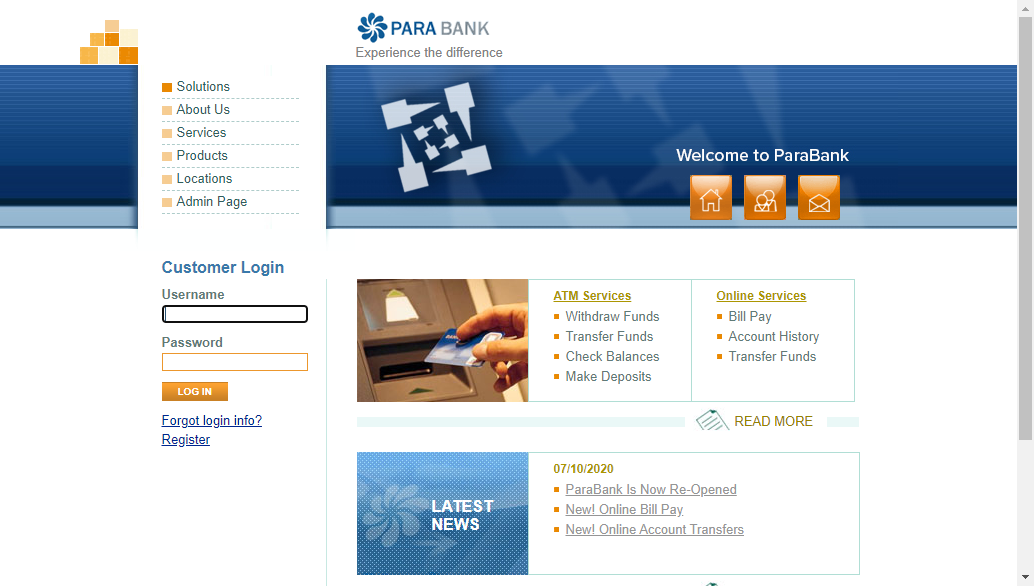 PARA BANK
Experience the difference
Solutions
About Us
Services
Products
Locations
Admin Page
Welcome to ParaBank
Customer Login
Username
Password
LOG IN
Forgot login info?
Register
ATM Services
Withdraw Funds
Transfer Funds
Check Balances
Make Deposits
Online Services
Bill Pay
Account History
Transfer Funds
READ MORE
LATEST
NEWS
07/10/2020
ParaBank Is Now Re-Opened
New! Online Bill Pay
New! Online Account Transfers